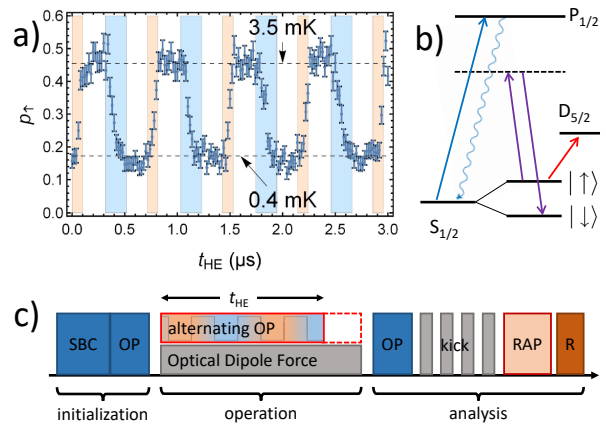 a)
3.5 mK
0.4 mK
p↑
0.6
0.5
0.4
0.3
0.2
0.1
0.0
0.0
0.5
1.0
1.5
2.0
2.5
3.0
tHE (μs)
b)
P1/2
D5/2
S1/2
|↑⟩
|↓⟩
c)
tHE
SBC
OP
alternating OP
Optical Dipole Force
OP
kick
RAP
R
initialization
operation
analysis